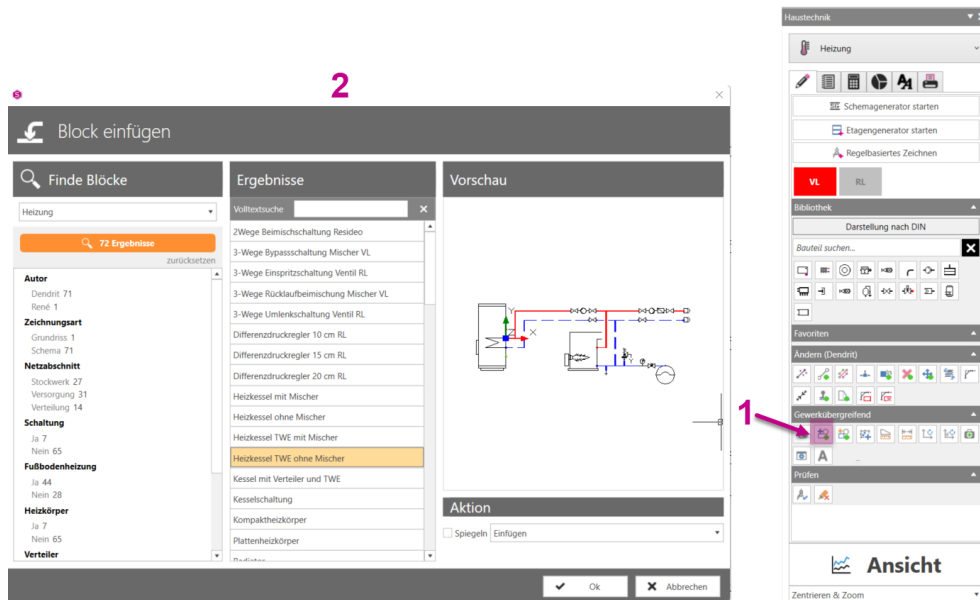 2
Block einfügen
Finde Blöcke
Heizung
72 Ergebnisse
zurücksetzen
Autor
Dendrit 71
René 1
Zeichnungsart
Grundriss 1
Schema 71
Netzabschnitt
Stockwerk 27
Versorgung 31
Verteilung 14
Schaltung
Ja 7
Nein 65
Fußbodenheizung
Ja 44
Nein 28
Heizkörper
Ja 7
Nein 65
Verteiler
Ergebnisse
Volltextsuche
2Wege Beimischschaltung Resideo
3-Wege Bypassschaltung Mischer VL
3-Wege Einspritzschaltung Ventil RL
3-Wege Rücklaufbeimischung Mischer VL
3-Wege Umlenkschaltung Ventil RL
Differenzdruckregler 10 cm RL
Differenzdruckregler 15 cm RL
Differenzdruckregler 20 cm RL
Heizkessel mit Mischer
Heizkessel ohne Mischer
Heizkessel TWE mit Mischer
Heizkessel TWE ohne Mischer
Kessel mit Verteiler und TWE
Kesselschaltung
Kompaktheizkörper
Plattenheizkörper
Radiator
Vorschau
Y
Z
X
Aktion
Spiegeln Einfügen
Ok
Abbrechen
Haustechnik
Heizung
Schemagenerator starten
Etagengenerator starten
Regelbasiertes Zeichnen
VL RL
Bibliothek
Darstellung nach DIN
Bauteil suchen...
Favoriten
Ändern (Dendrit)
1
Gewerkübergreifend
Prüfen
Ansicht
Zentrieren & Zoom